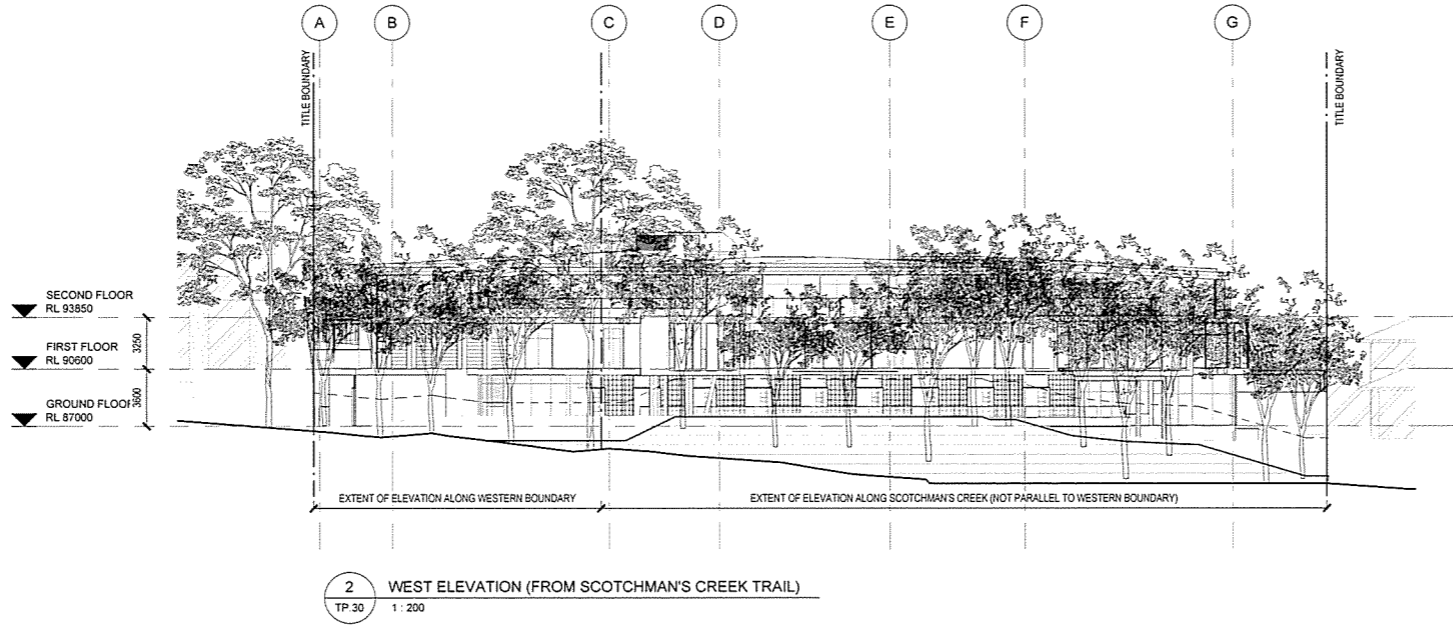 A
B
C
D
E
F
G
TITLE BOUNDARY
TITLE BOUNDARY
SECOND FLOOR
RL 93850
3250
FIRST FLOOR
RL 90600
3600
GROUND FLOOR
RL 87000
EXTENT OF ELEVATION ALONG WESTERN BOUNDARY
EXTENT OF ELEVATION ALONG SCOTCHMAN'S CREEK (NOT PARALLEL TO WESTERN BOUNDARY)
2
WEST ELEVATION (FROM SCOTCHMAN'S CREEK TRAIL)
TP.30
1 : 200